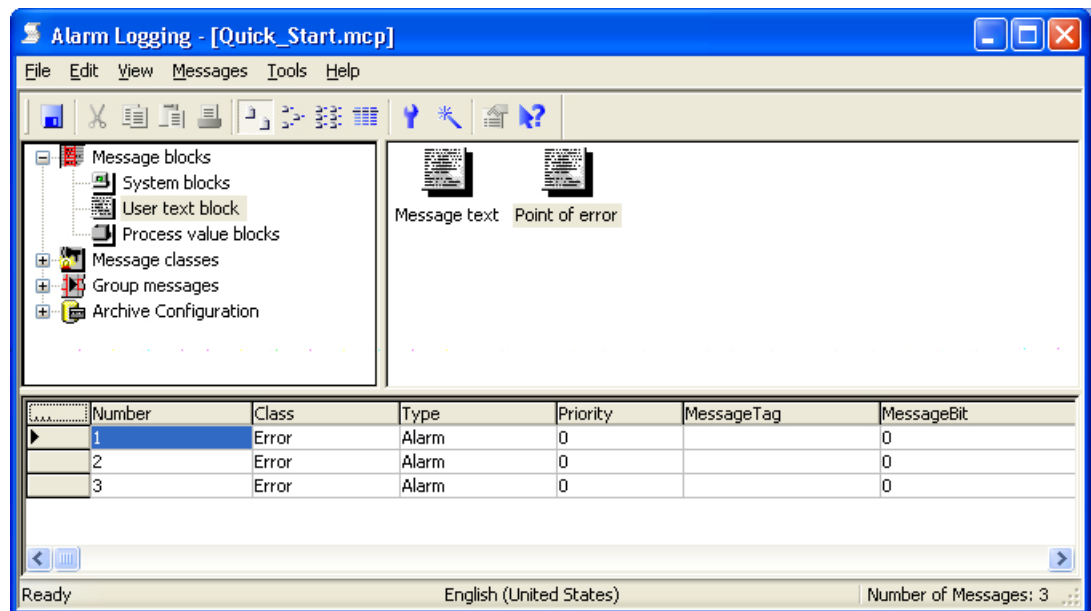 Alarm Logging - [Quick_Start.mcp]
File Edit View Messages Tools Help
Message blocks
System blocks
User text block
Process value blocks
Message classes
Group messages
Archive Configuration
Message text Point of error
... Number Class Type Priority MessageTag MessageBit
1 Error Alarm 0 0
2 Error Alarm 0 0
3 Error Alarm 0 0
Ready English (United States) Number of Messages: 3